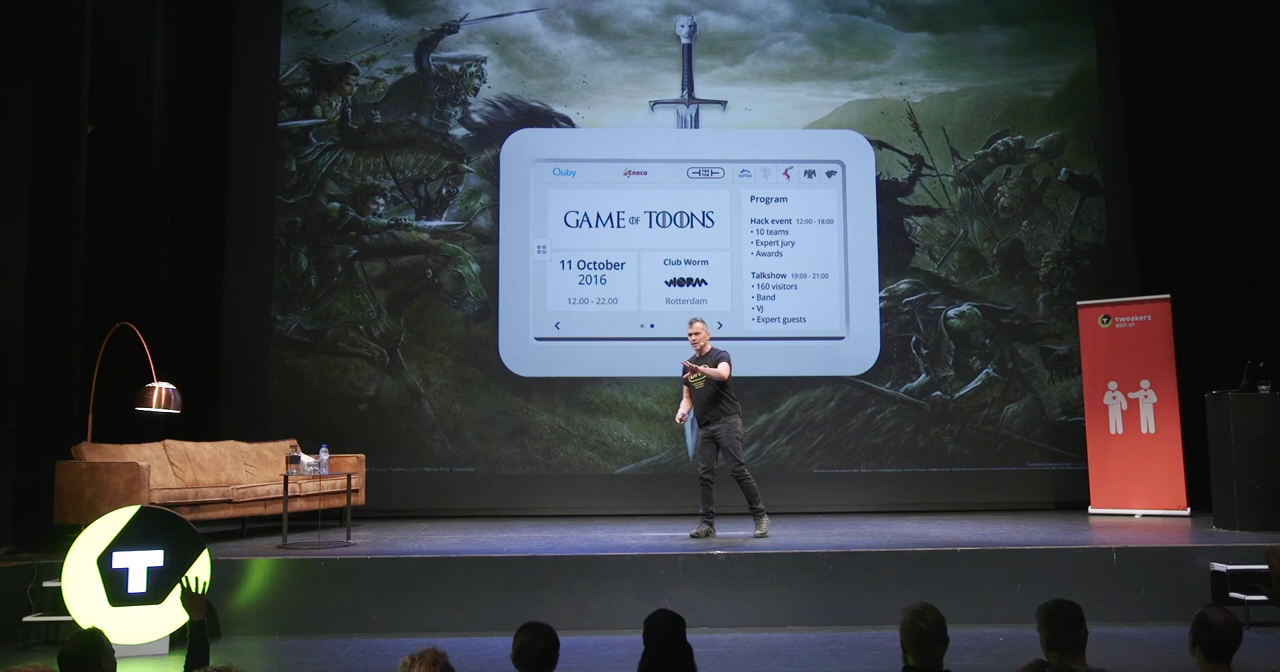 Quby
Eneco
GAME OF TOONS
11 October
2016
12.00 - 22.00
Club Worm
WORM
Rotterdam
Program
Hack event 12:00 - 18:00
• 10 teams
• Expert jury
• Awards
Talkshow 19:00 - 21:00
• 160 visitors
• Band
• VJ
• Expert guests
tweakers
MEET-UP
T